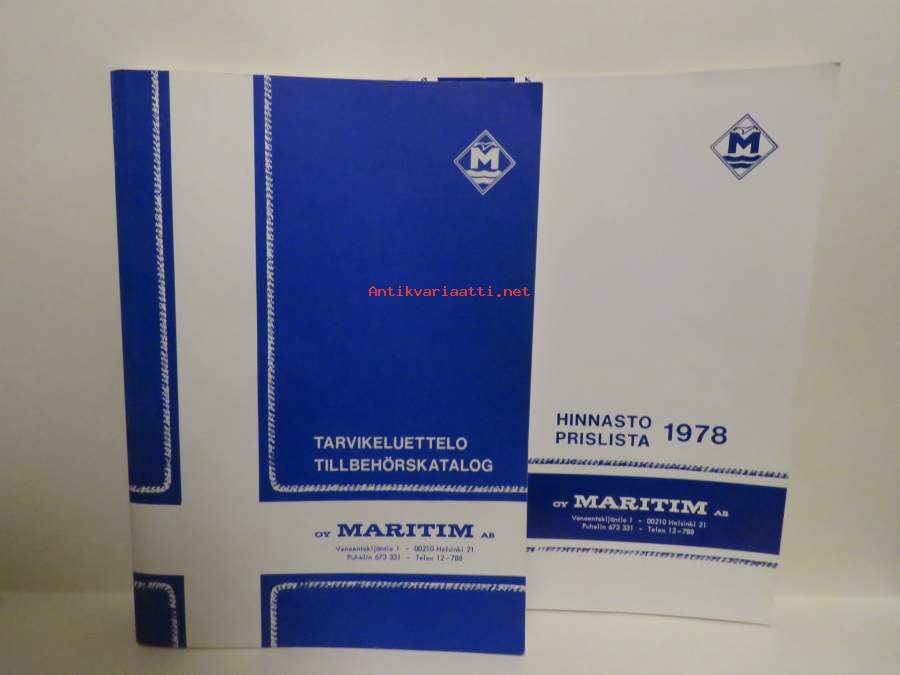 M
TARVIKELUETTELO
TILLBEHÖRSKATALOG
OY MARITIM AB
Veneentekijäntie 1 - 00210 Helsinki 21
Puhelin 673 331 - Telex 12-788
M
HINNASTO
PRISLISTA 1978
OY MARITIM AB
Veneentekijäntie 1 - 00210 Helsinki 21
Puhelin 673 331 - Telex 12-788
Antikvariaatti.net